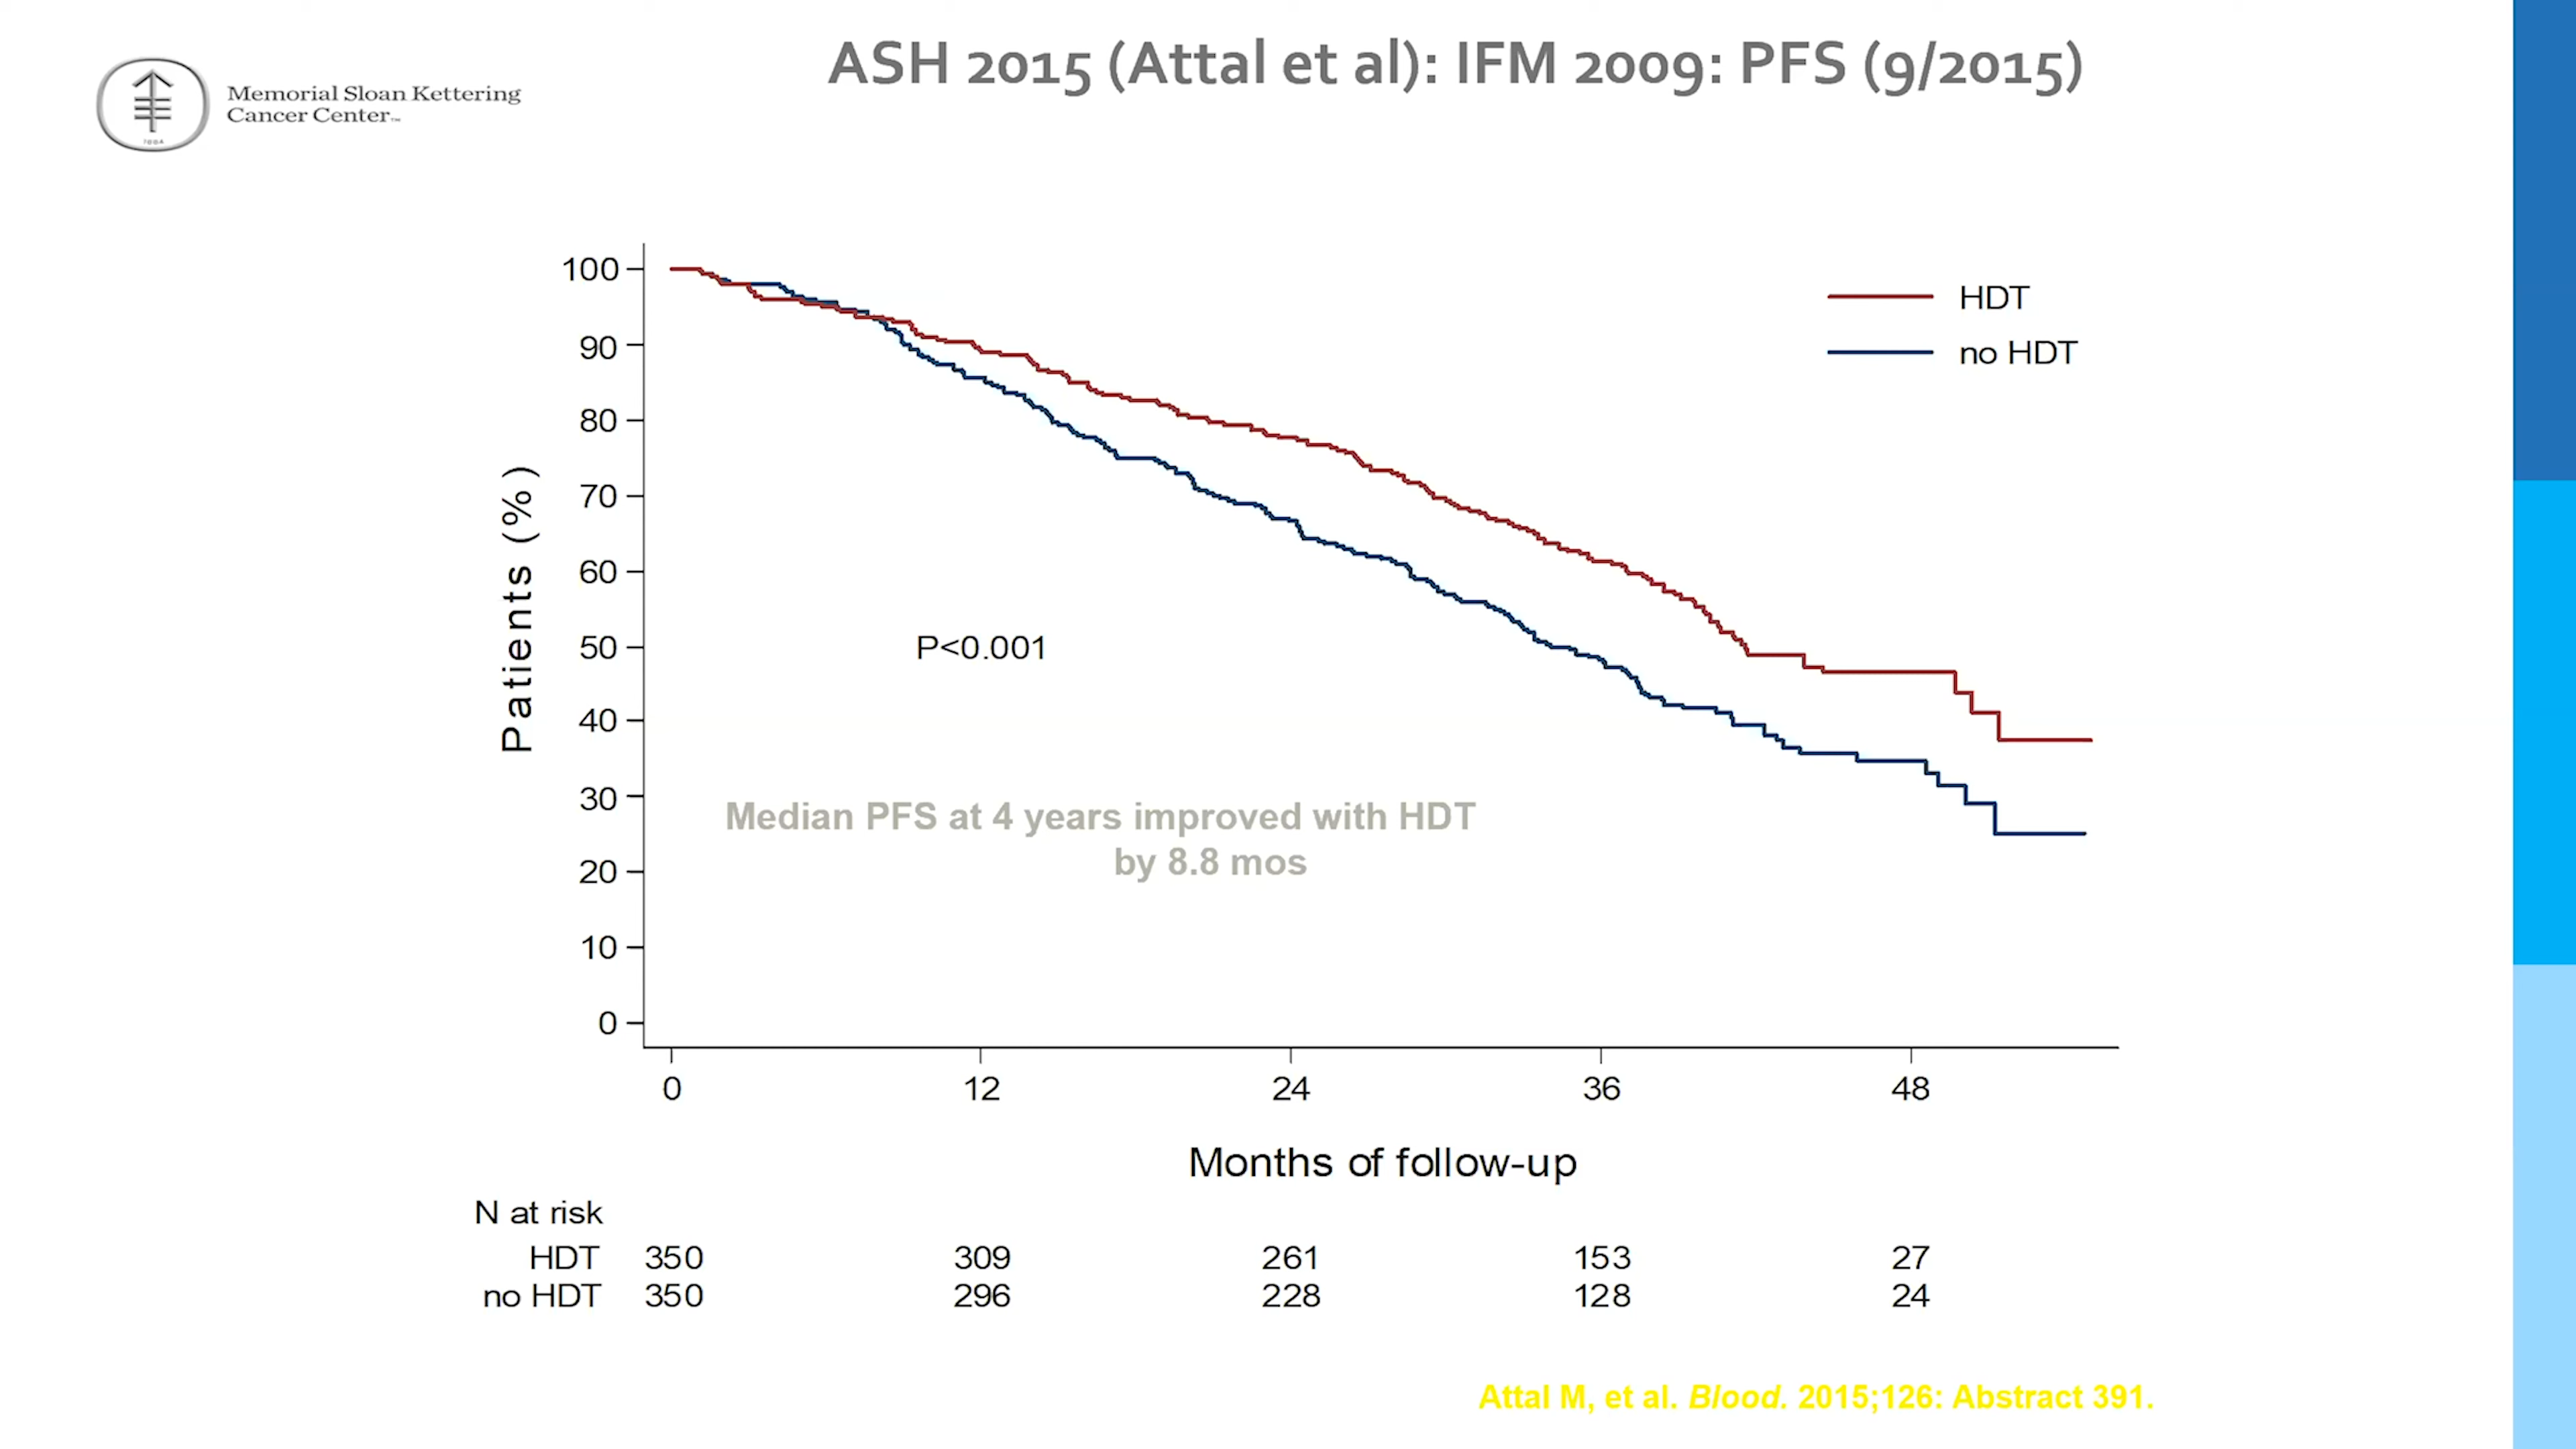 ASH 2015 (Attal et al): IFM 2009: PFS (9/2015)
Memorial Sloan Kettering
Cancer Center™
1884
HDT
no HDT
Patients (%)
100
90
80
70
60
50
40
30
20
10
0
P<0.001
Median PFS at 4 years improved with HDT
by 8.8 mos
0 12 24 36 48
Months of follow-up
N at risk
HDT 350 309 261 153 27
no HDT 350 296 228 128 24
Attal M, et al. Blood. 2015;126: Abstract 391.